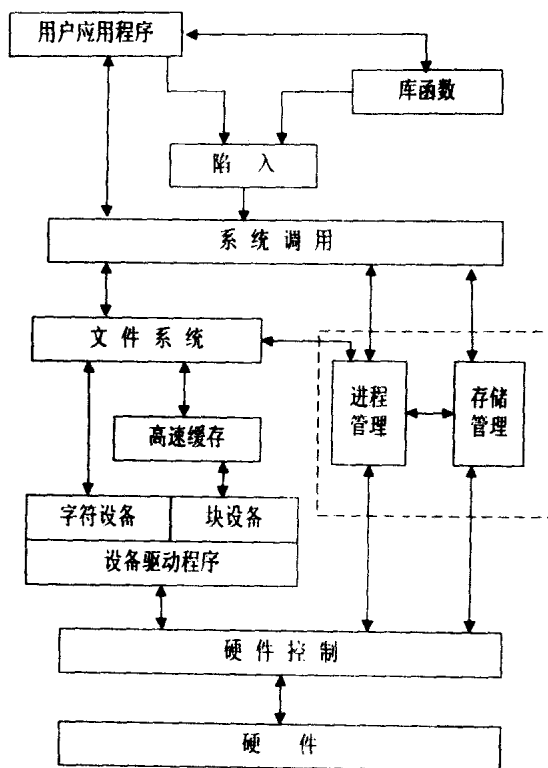 用户应用程序
库函数
陷 入
系 统 调 用
文 件 系 统
进程
管理
存储
管理
高速缓存
字符设备
块设备
设备驱动程序
硬 件 控 制
硬 件